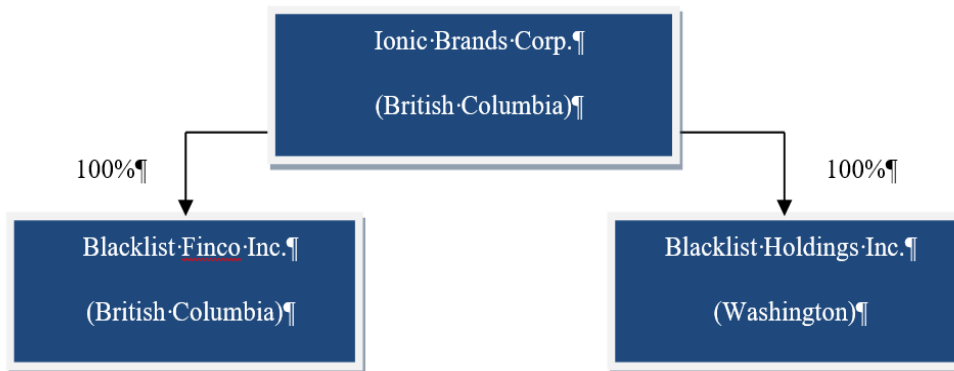 Ionic·Brands·Corp.¶
(British·Columbia)¶
100%¶
100%¶
Blacklist·Finco·Inc.¶
(British·Columbia)¶
Blacklist·Holdings·Inc.¶
(Washington)¶